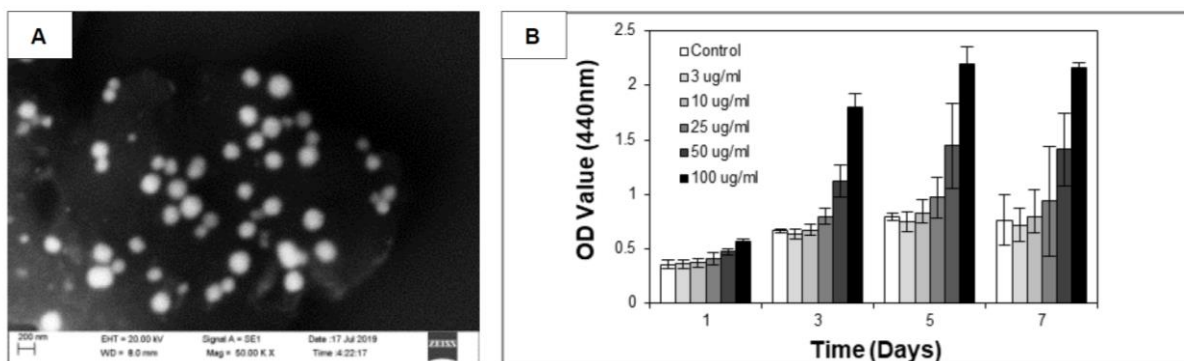 A
200 nm
EHT = 20.00 kV
Signal A = SE1
Date :17 Jul 2019
WD = 8.0 mm
Mag = 50.00 K X
Time :4:22:17
ZEISS
B
OD Value (440nm)
2.5
2
1.5
1
0.5
0
Control
3 ug/ml
10 ug/ml
25 ug/ml
50 ug/ml
100 ug/ml
1 3 5 7
Time (Days)